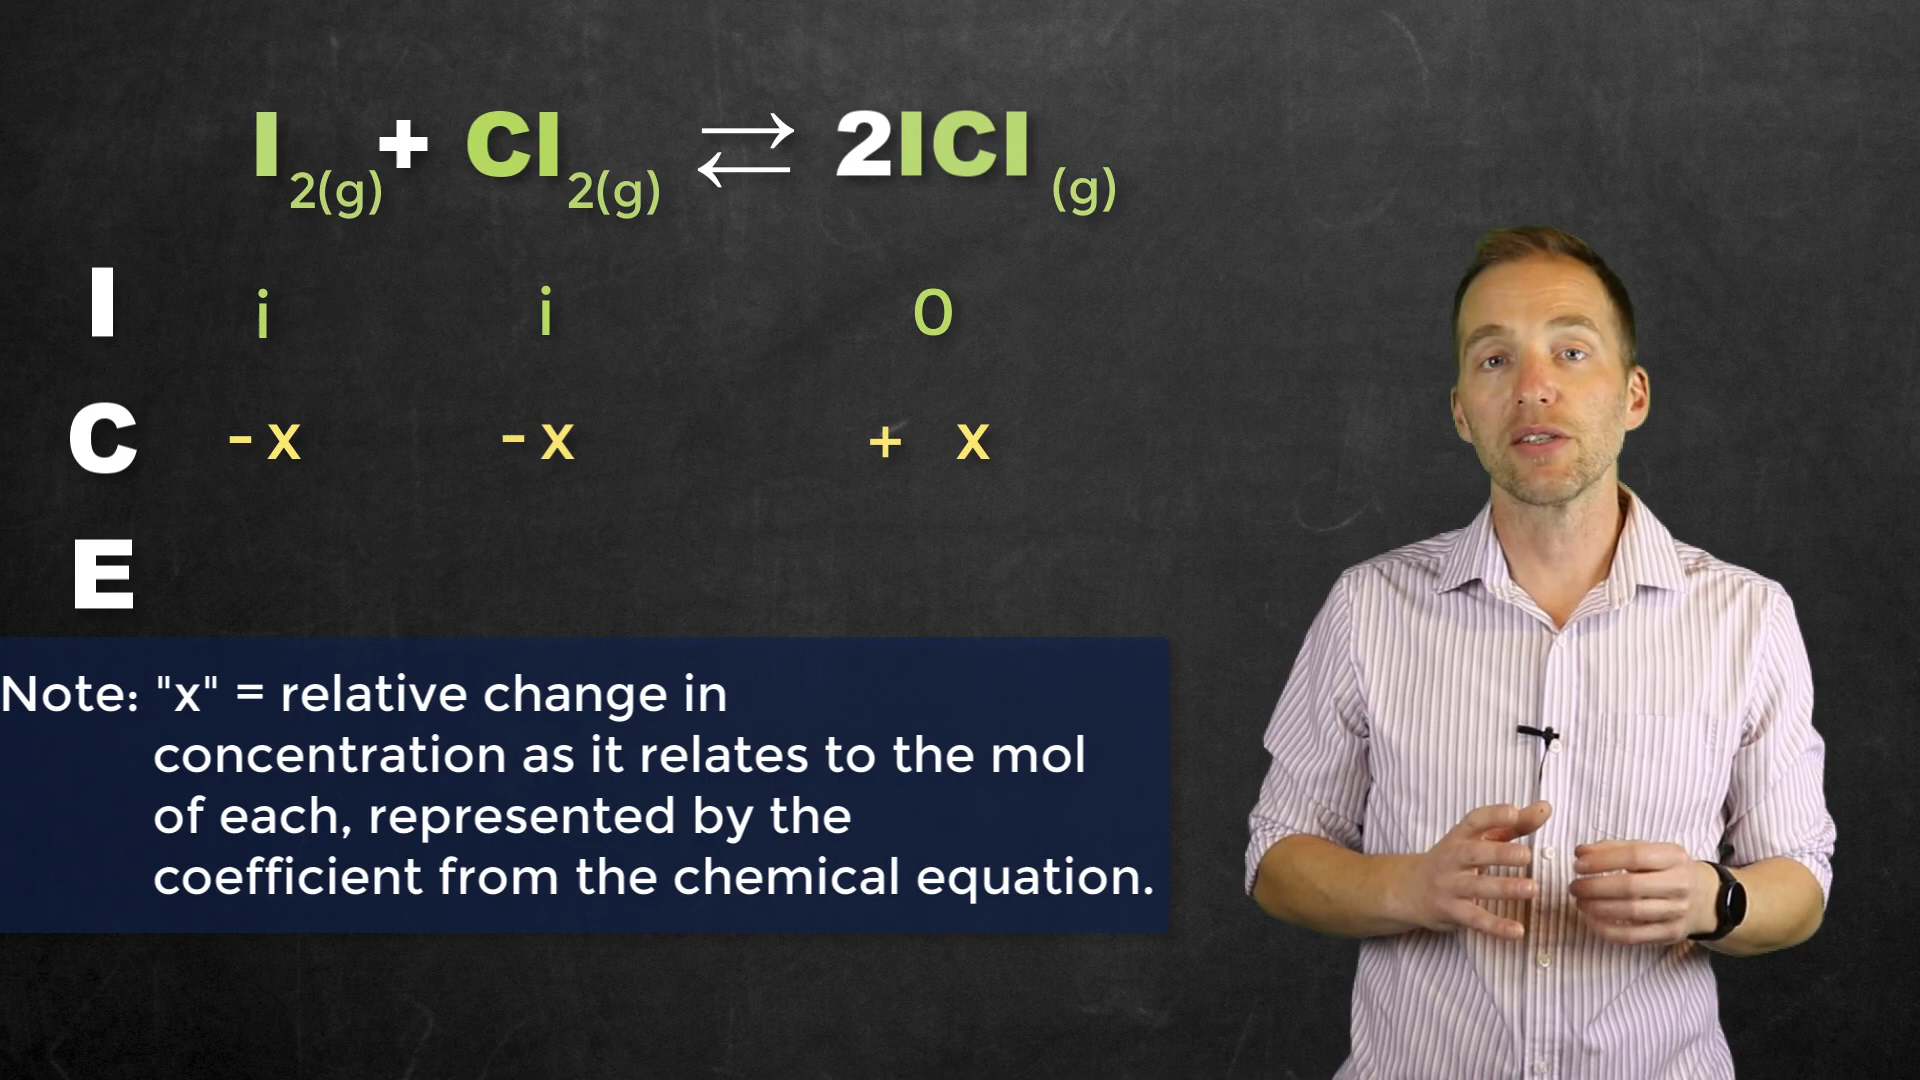 I2(g) + Cl2(g) ⇄ 2ICl (g)
I i i 0
C - x - x + x
E
Note: "x" = relative change in
concentration as it relates to the mol
of each, represented by the
coefficient from the chemical equation.